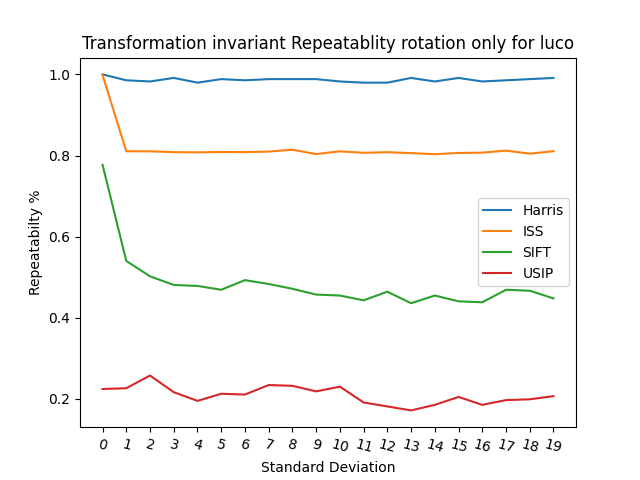 Transformation invariant Repeatablity rotation only for luco
Repeatabilty %
1.0
0.8
0.6
0.4
0.2
Harris
ISS
SIFT
USIP
0 1 2 3 4 5 6 7 8 9 10 11 12 13 14 15 16 17 18 19
Standard Deviation